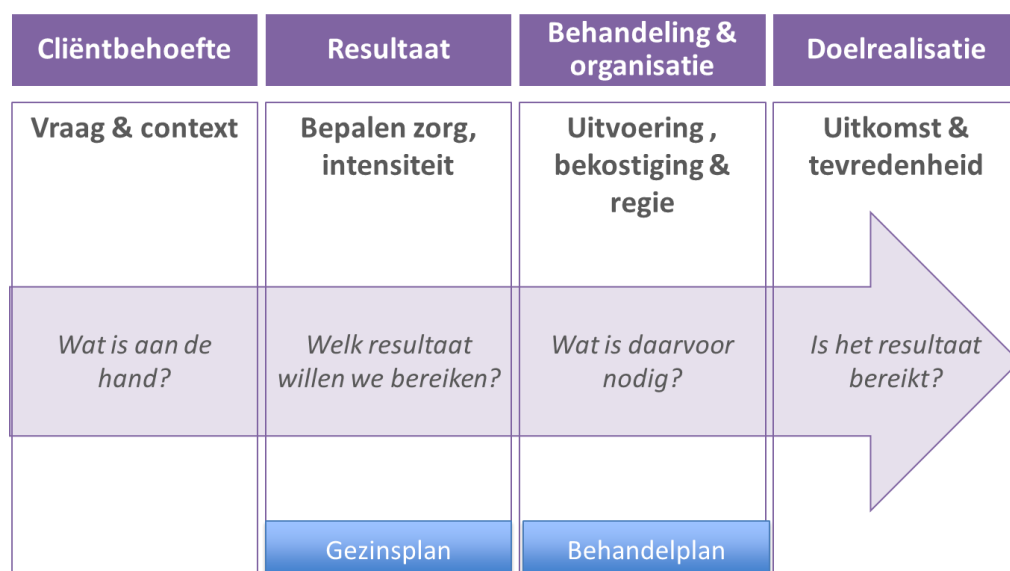 Cliëntbehoefte
Resultaat
Behandeling &
organisatie
Doelrealisatie
Vraag & context
Bepalen zorg,
intensiteit
Uitvoering ,
bekostiging &
regie
Uitkomst &
tevredenheid
Wat is aan de
hand?
Welk resultaat
willen we bereiken?
Wat is daarvoor
nodig?
Is het resultaat
bereikt?
Gezinsplan
Behandelplan